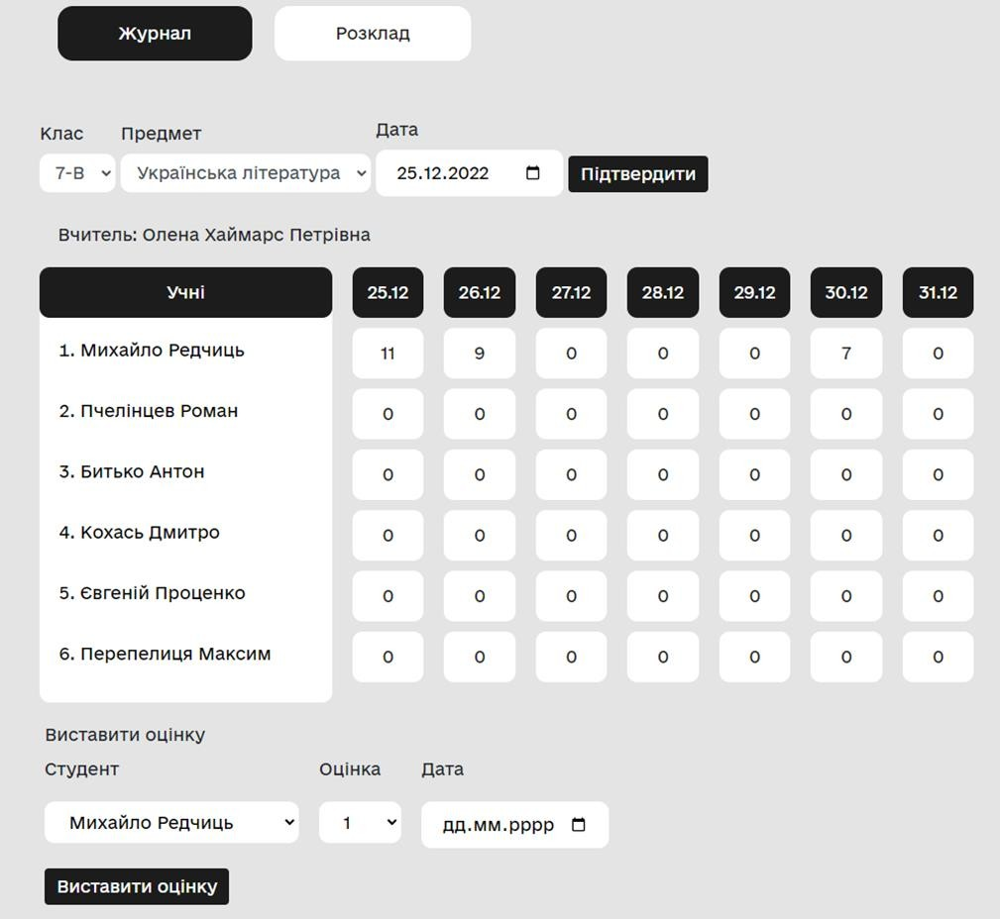 Журнал Розклад
Клас Предмет Дата
7-В Українська література 25.12.2022 Підтвердити
Вчитель: Олена Хаймарс Петрівна
Учні 25.12 26.12 27.12 28.12 29.12 30.12 31.12
1. Михайло Редчиць 11 9 0 0 0 7 0
2. Пчелінцев Роман 0 0 0 0 0 0 0
3. Битько Антон 0 0 0 0 0 0 0
4. Кохась Дмитро 0 0 0 0 0 0 0
5. Євгеній Проценко 0 0 0 0 0 0 0
6. Перепелиця Максим 0 0 0 0 0 0 0
Виставити оцінку
Студент Оцінка Дата
Михайло Редчиць 1 дд.мм.рррр
Виставити оцінку